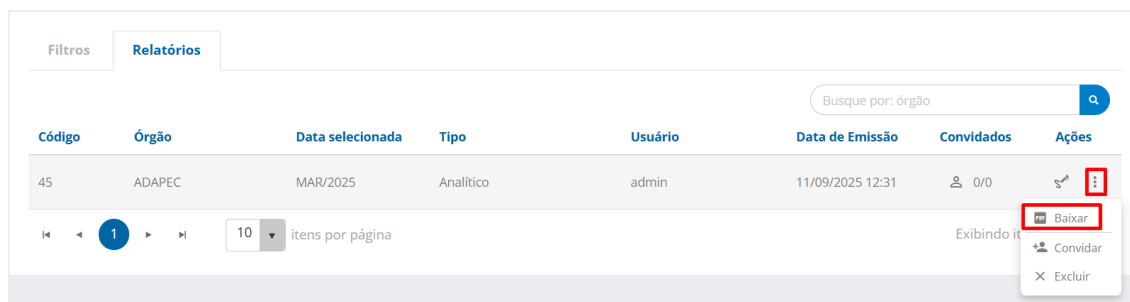 Filtros Relatórios
Busque por: órgão
Código Órgão Data selecionada Tipo Usuário Data de Emissão Convidados Ações
45 ADAPEC MAR/2025 Analítico admin 11/09/2025 12:31 0/0
PDF Baixar
1 10 itens por página Exibindo it
Convidar
Excluir